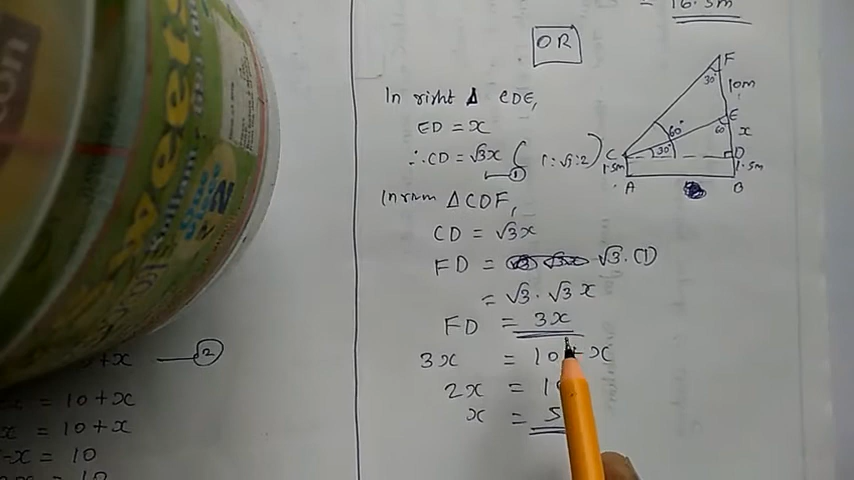 = 16.5m
OR
In right Δ CDE,
ED = x
∴ CD = √3x ( 1:√3:2 )
①
In ΔCDF,
CD = √3x
FD = √3 · CD
= √3 · √3 x
FD = 3x
3x = 10 + x
2x = 10
x = 5
F
30°
10m
E
60°
60°
x
C
30°
D
1.5m
1.5m
A
B
+x ②
= 10+x
x = 10+x
-x = 10
= 10